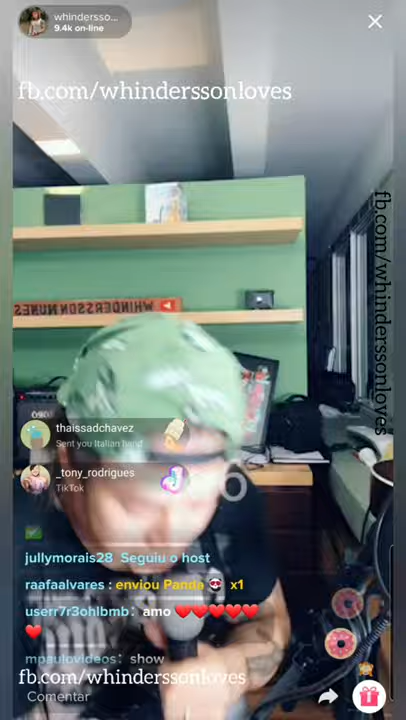 whindersso...
9.4k on-line
fb.com/whinderssonloves
fb.com/whinderssonloves
WHINDERSSON NUNES
thaissadchavez
Sent you Italian hand
_tony_rodrigues
TikTok
jullymorais28 Seguiu o host
raafaalvares : enviou Panda x1
userr7r3ohlbmb: amo ❤❤❤❤❤
❤
mpaulovideos: show
fb.com/whinderssonloves
Comentar